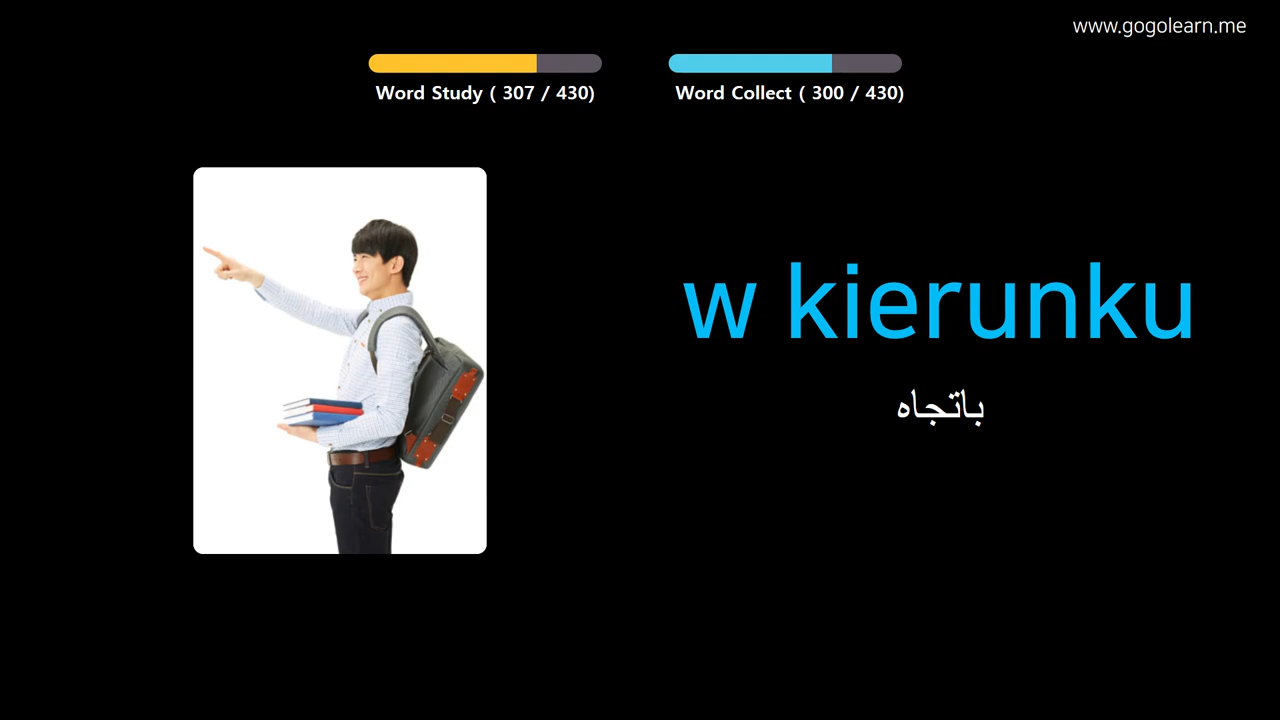 www.gogolearn.me
Word Study ( 307 / 430)
Word Collect ( 300 / 430)
w kierunku
باتجاه